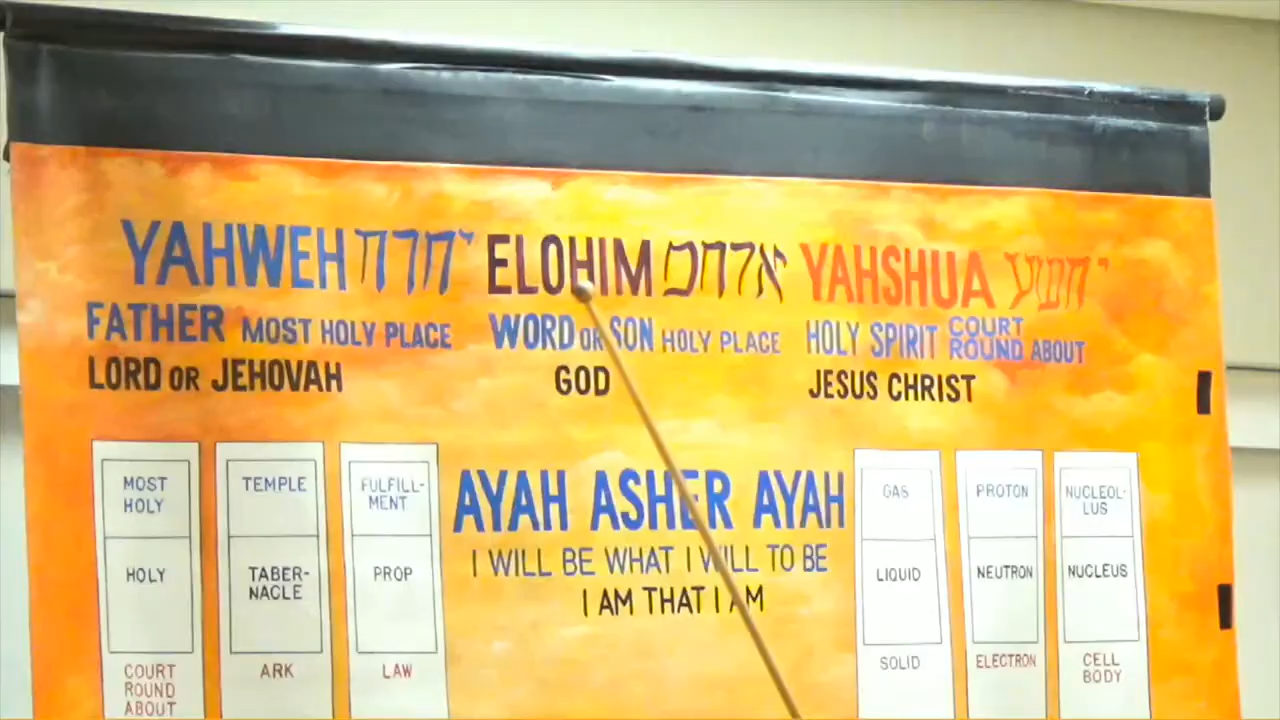 YAHWEH יהוה ELOHIM YAHSHUA
FATHER MOST HOLY PLACE WORD OR SON HOLY PLACE HOLY SPIRIT COURT ROUND ABOUT
LORD OR JEHOVAH GOD JESUS CHRIST
MOST
HOLY
HOLY
COURT
ROUND
ABOUT
TEMPLE
TABER-
NACLE
ARK
FULFILL-
MENT
PROP
LAW
AYAH ASHER AYAH
I WILL BE WHAT I WILL TO BE
I AM THAT I AM
GAS
LIQUID
SOLID
PROTON
NEUTRON
ELECTRON
NUCLEOL-
LUS
NUCLEUS
CELL
BODY